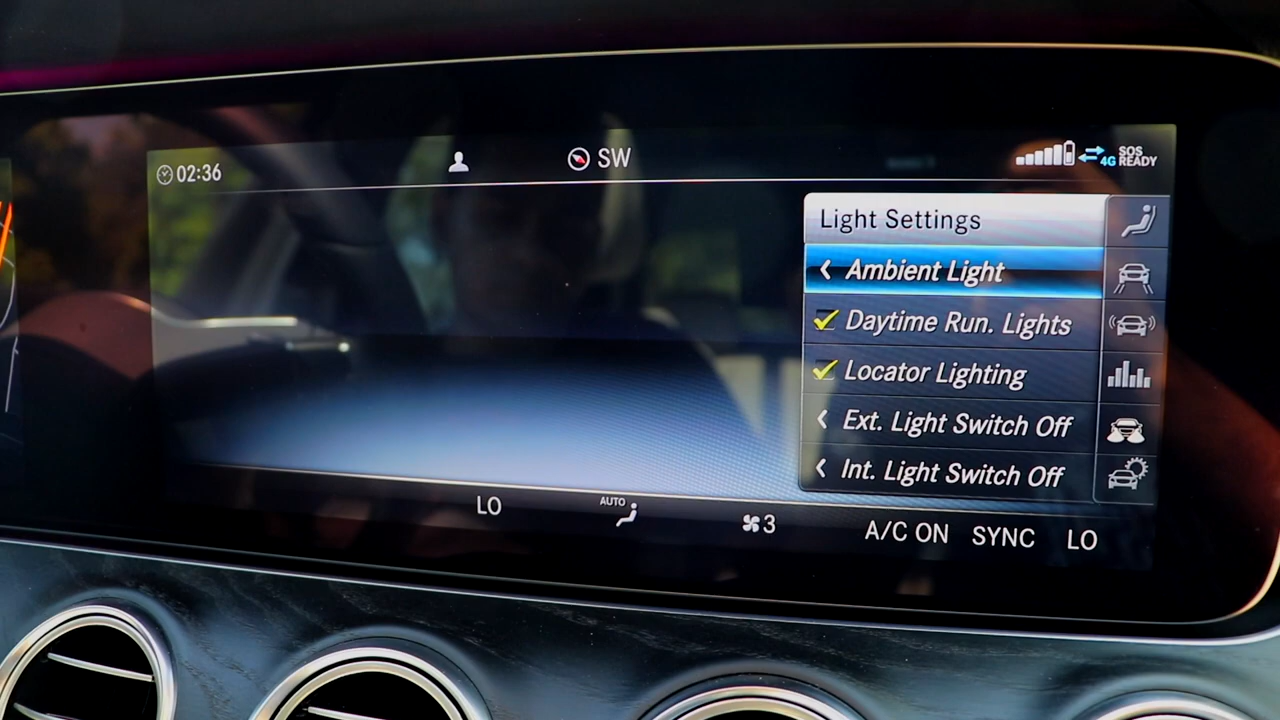 02:36
SW
4G
SOS
READY
Light Settings
Ambient Light
Daytime Run. Lights
Locator Lighting
Ext. Light Switch Off
Int. Light Switch Off
LO
AUTO
3
A/C ON
SYNC
LO